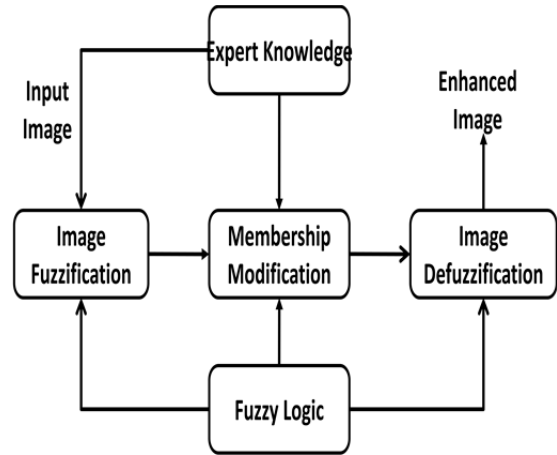 Expert Knowledge
Input
Image
Enhanced
Image
Image
Fuzzification
Membership
Modification
Image
Defuzzification
Fuzzy Logic